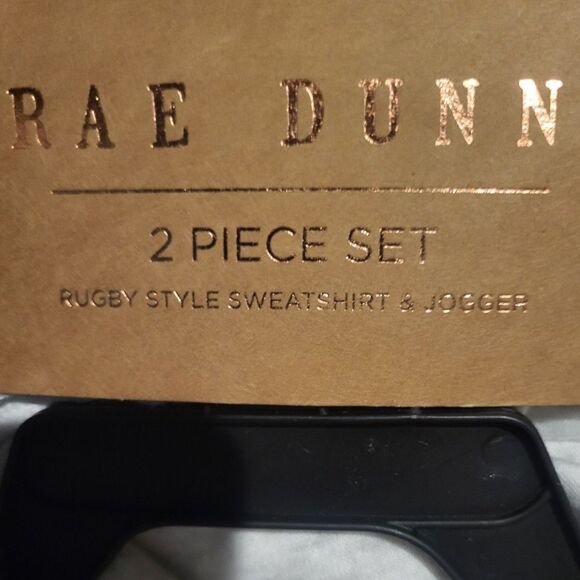 RAE DUNN
2 PIECE SET
RUGBY STYLE SWEATSHIRT & JOGGER